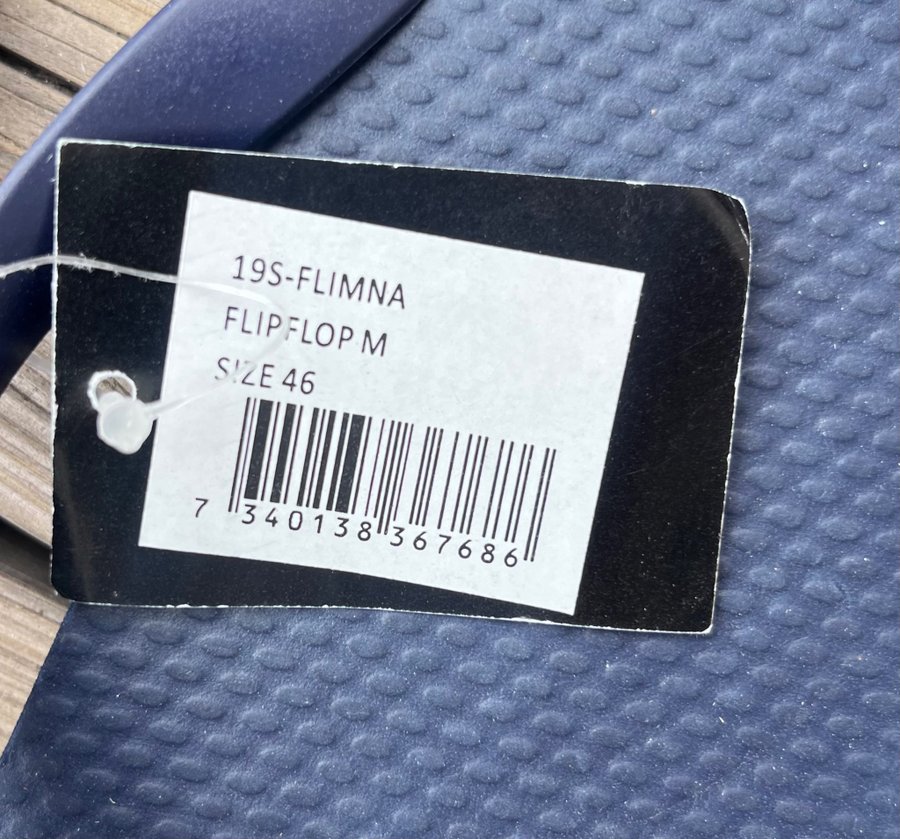 19S-FLIMNA
FLIPFLOP M
SIZE 46
7 340138 367686